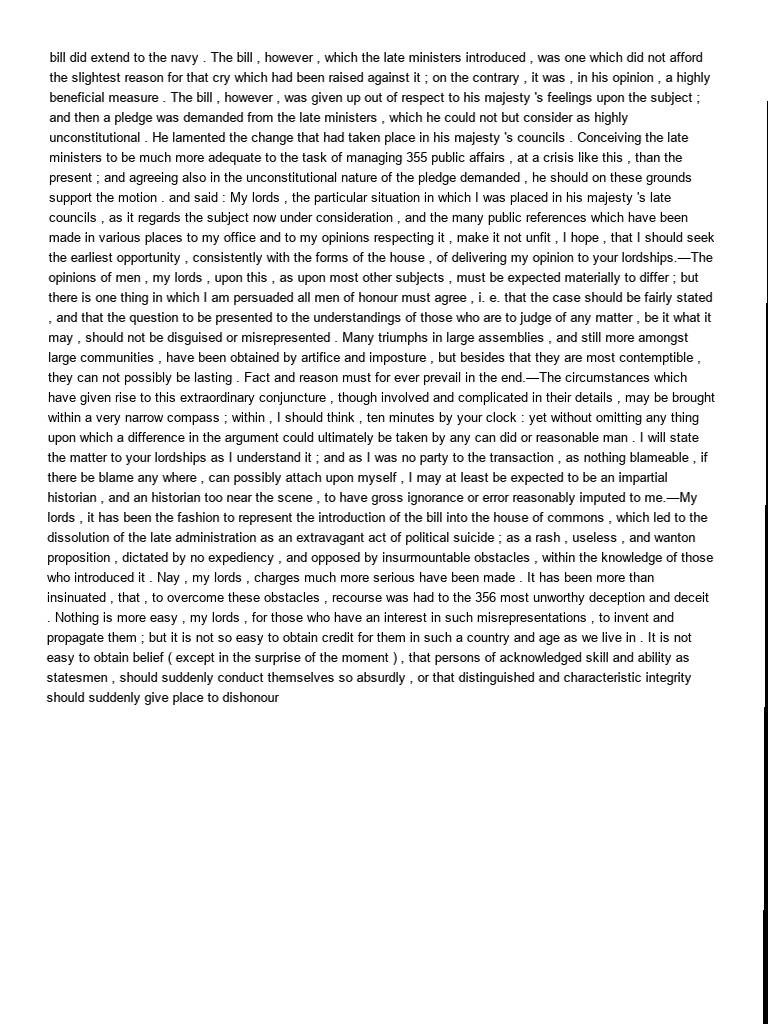 bill did extend to the navy . The bill , however , which the late ministers introduced , was one which did not afford
the slightest reason for that cry which had been raised against it ; on the contrary , it was , in his opinion , a highly
beneficial measure . The bill , however , was given up out of respect to his majesty 's feelings upon the subject ;
and then a pledge was demanded from the late ministers , which he could not but consider as highly
unconstitutional . He lamented the change that had taken place in his majesty 's councils . Conceiving the late
ministers to be much more adequate to the task of managing 355 public affairs , at a crisis like this , than the
present ; and agreeing also in the unconstitutional nature of the pledge demanded , he should on these grounds
support the motion . and said : My lords , the particular situation in which I was placed in his majesty 's late
councils , as it regards the subject now under consideration , and the many public references which have been
made in various places to my office and to my opinions respecting it , make it not unfit , I hope , that I should seek
the earliest opportunity , consistently with the forms of the house , of delivering my opinion to your lordships.—The
opinions of men , my lords , upon this , as upon most other subjects , must be expected materially to differ ; but
there is one thing in which I am persuaded all men of honour must agree , i. e. that the case should be fairly stated
, and that the question to be presented to the understandings of those who are to judge of any matter , be it what it
may , should not be disguised or misrepresented . Many triumphs in large assemblies , and still more amongst
large communities , have been obtained by artifice and imposture , but besides that they are most contemptible ,
they can not possibly be lasting . Fact and reason must for ever prevail in the end.—The circumstances which
have given rise to this extraordinary conjuncture , though involved and complicated in their details , may be brought
within a very narrow compass ; within , I should think , ten minutes by your clock : yet without omitting any thing
upon which a difference in the argument could ultimately be taken by any can did or reasonable man . I will state
the matter to your lordships as I understand it ; and as I was no party to the transaction , as nothing blameable , if
there be blame any where , can possibly attach upon myself , I may at least be expected to be an impartial
historian , and an historian too near the scene , to have gross ignorance or error reasonably imputed to me.—My
lords , it has been the fashion to represent the introduction of the bill into the house of commons , which led to the
dissolution of the late administration as an extravagant act of political suicide ; as a rash , useless , and wanton
proposition , dictated by no expediency , and opposed by insurmountable obstacles , within the knowledge of those
who introduced it . Nay , my lords , charges much more serious have been made . It has been more than
insinuated , that , to overcome these obstacles , recourse was had to the 356 most unworthy deception and deceit
. Nothing is more easy , my lords , for those who have an interest in such misrepresentations , to invent and
propagate them ; but it is not so easy to obtain credit for them in such a country and age as we live in . It is not
easy to obtain belief ( except in the surprise of the moment ) , that persons of acknowledged skill and ability as
statesmen , should suddenly conduct themselves so absurdly , or that distinguished and characteristic integrity
should suddenly give place to dishonour